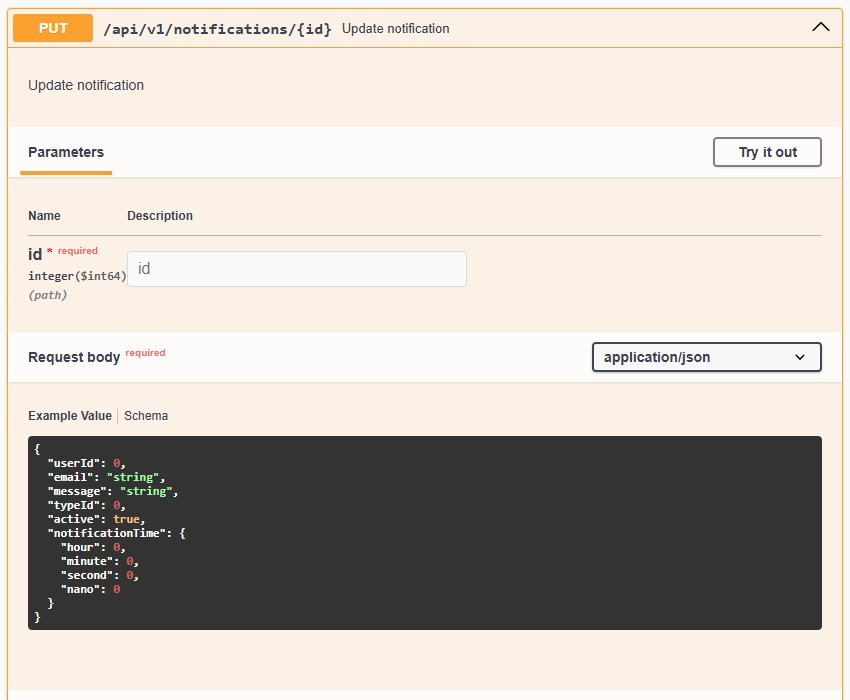 PUT /api/v1/notifications/{id} Update notification
Update notification
Parameters Try it out
Name Description
id * required
integer($int64)
(path)
id
Request body required application/json
Example Value Schema
{
  "userId": 0,
  "email": "string",
  "message": "string",
  "typeId": 0,
  "active": true,
  "notificationTime": {
    "hour": 0,
    "minute": 0,
    "second": 0,
    "nano": 0
  }
}